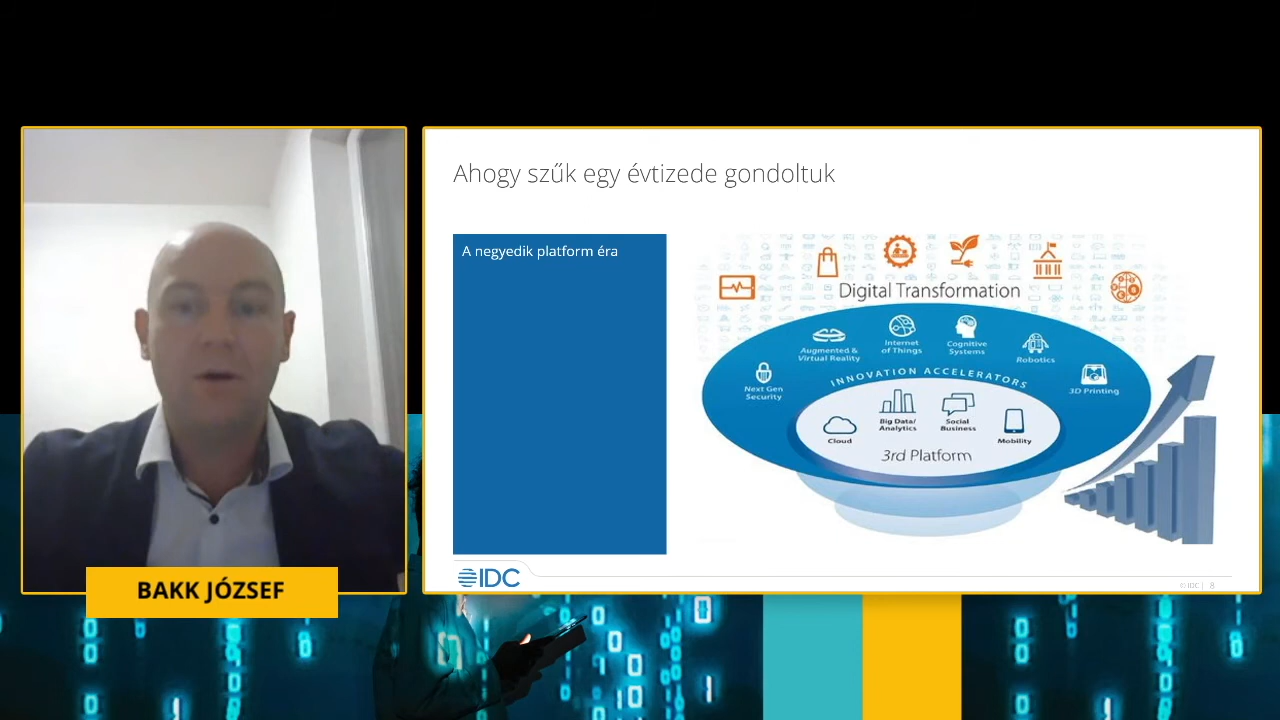 Ahogy szűk egy évtizede gondoltuk
A negyedik platform éra
Digital Transformation
Augmented &
Virtual Reality
Internet
of Things
Cognitive
Systems
Robotics
Next Gen
Security
3D Printing
INNOVATION ACCELERATORS
Cloud
Big Data/
Analytics
Social
Business
Mobility
3rd Platform
IDC
© IDC | 8
BAKK JÓZSEF